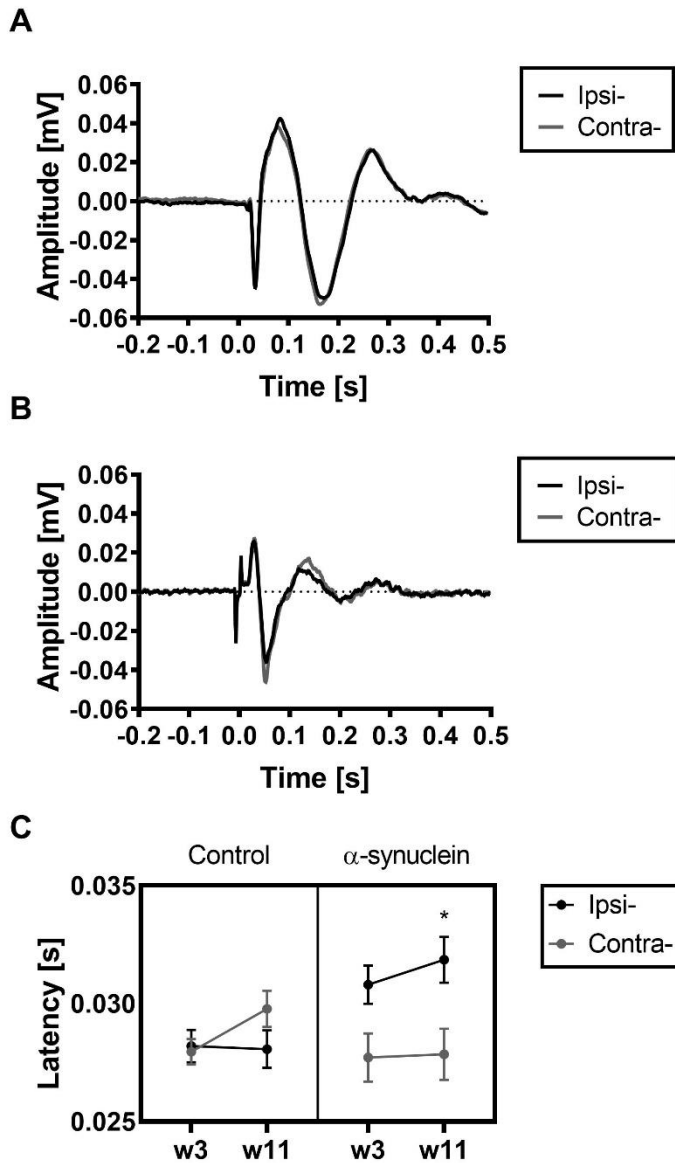 A
Ipsi-
Contra-
Amplitude [mV]
0.06
0.04
0.02
0.00
-0.02
-0.04
-0.06
-0.2 -0.1 0.0 0.1 0.2 0.3 0.4 0.5
Time [s]
B
Ipsi-
Contra-
Amplitude [mV]
0.06
0.04
0.02
0.00
-0.02
-0.04
-0.06
-0.2 -0.1 0.0 0.1 0.2 0.3 0.4 0.5
Time [s]
C
Control α-synuclein
Ipsi-
Contra-
Latency [s]
0.035
0.030
0.025
*
w3 w11 w3 w11